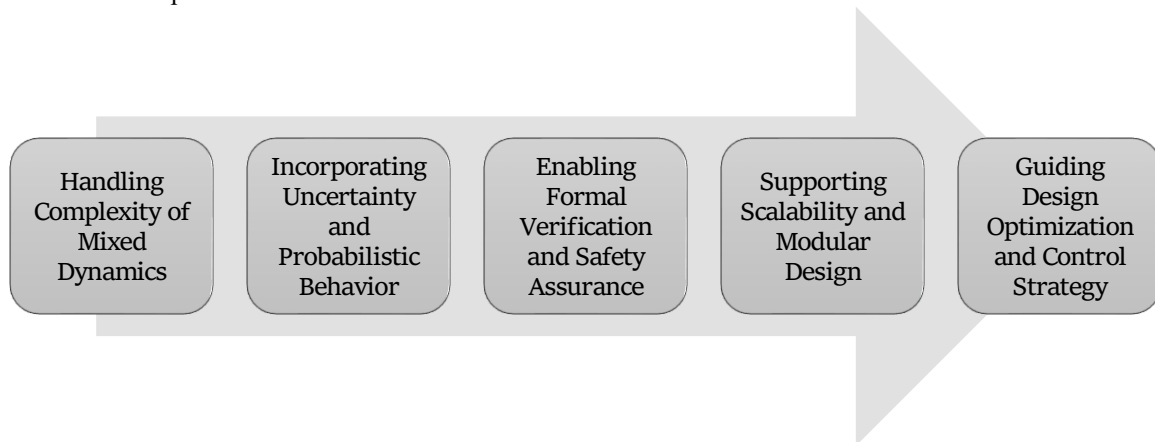 Handling
Complexity of
Mixed
Dynamics
Incorporating
Uncertainty
and
Probabilistic
Behavior
Enabling
Formal
Verification
and Safety
Assurance
Supporting
Scalability and
Modular
Design
Guiding
Design
Optimization
and Control
Strategy